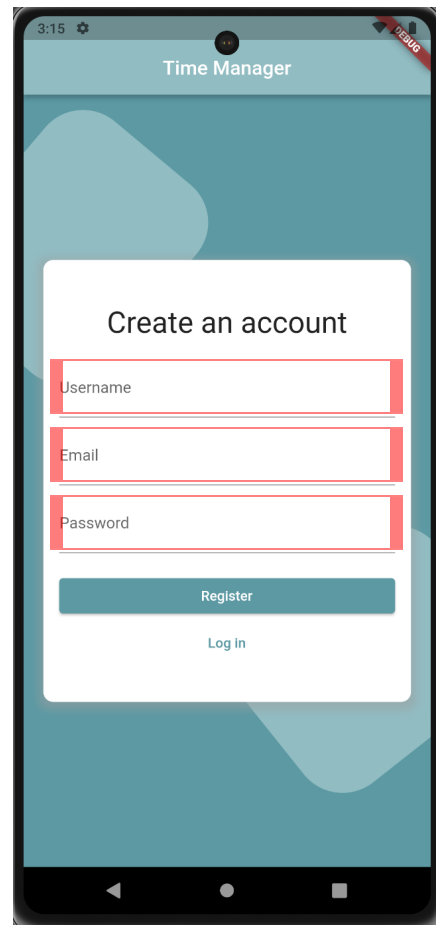 3:15
DEBUG
Time Manager
Create an account
Username
Email
Password
Register
Log in